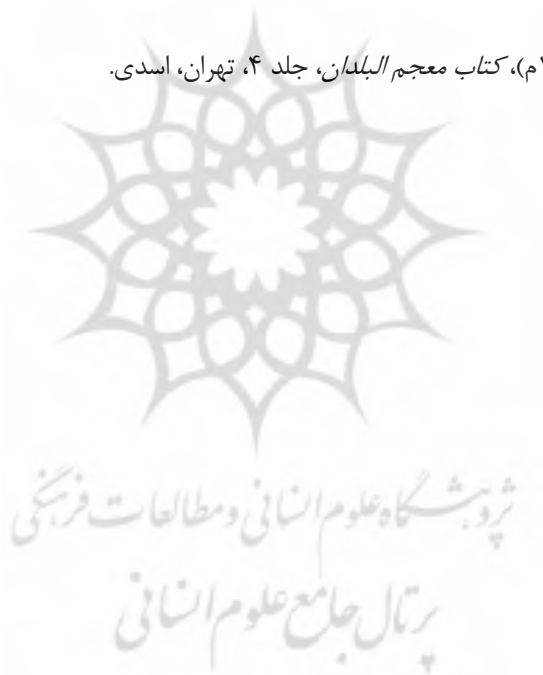 م)، کتاب معجم البلدان، جلد ۴، تهران، اسدی.
پژوهشگاه علوم انسانی و مطالعات فرهنگی
پرتال جامع علوم انسانی